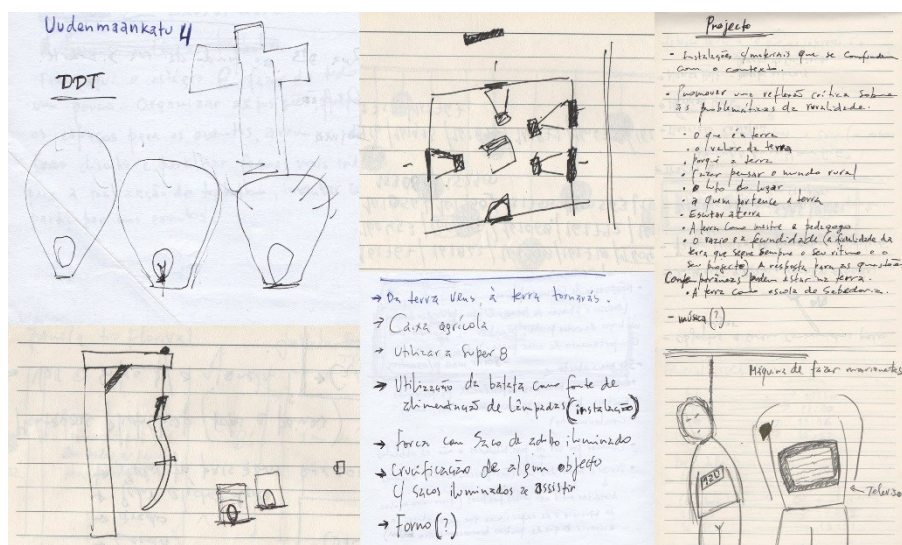 Uudenmaankatu 4
DDT
→ Da terra vens, à terra tornarás.
→ Caixa agrícola
→ Utilizar a Super 8
→ Utilização da batata como fonte de
alimentação de Lâmpadas (instalação)
→ Forca com Saco de adubo iluminado
→ Crucificação de algum objecto
c/ sacos iluminados a assistir
→ Forno (?)
Projecto
- Instalações c/materiais que se confundem
com o contexto.
- Promover uma reflexão crítica sobre
as problemáticas da ruralidade.
• O que é a terra
• o valor da terra
• Porquê a terra
• Fazer pensar o mundo rural
• O luto do lugar
• a quem pertence a terra
• Escutar a terra
• A terra como mestre e pedagogo
• O vazio e a fecundidade (a fidelidade da
terra que segue sempre o seu ritmo e o
seu projecto) A resposta para as questões
Contemporâneas podem estar na terra.
• A terra como escola de Sabedoria.
- música (?)
Máquina de fazer marionetas
AZO